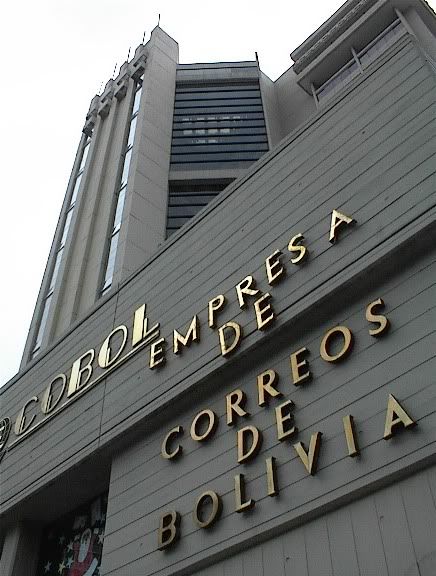 ECOBOL
EMPRESA
DE
CORREOS
DE
BOLIVIA